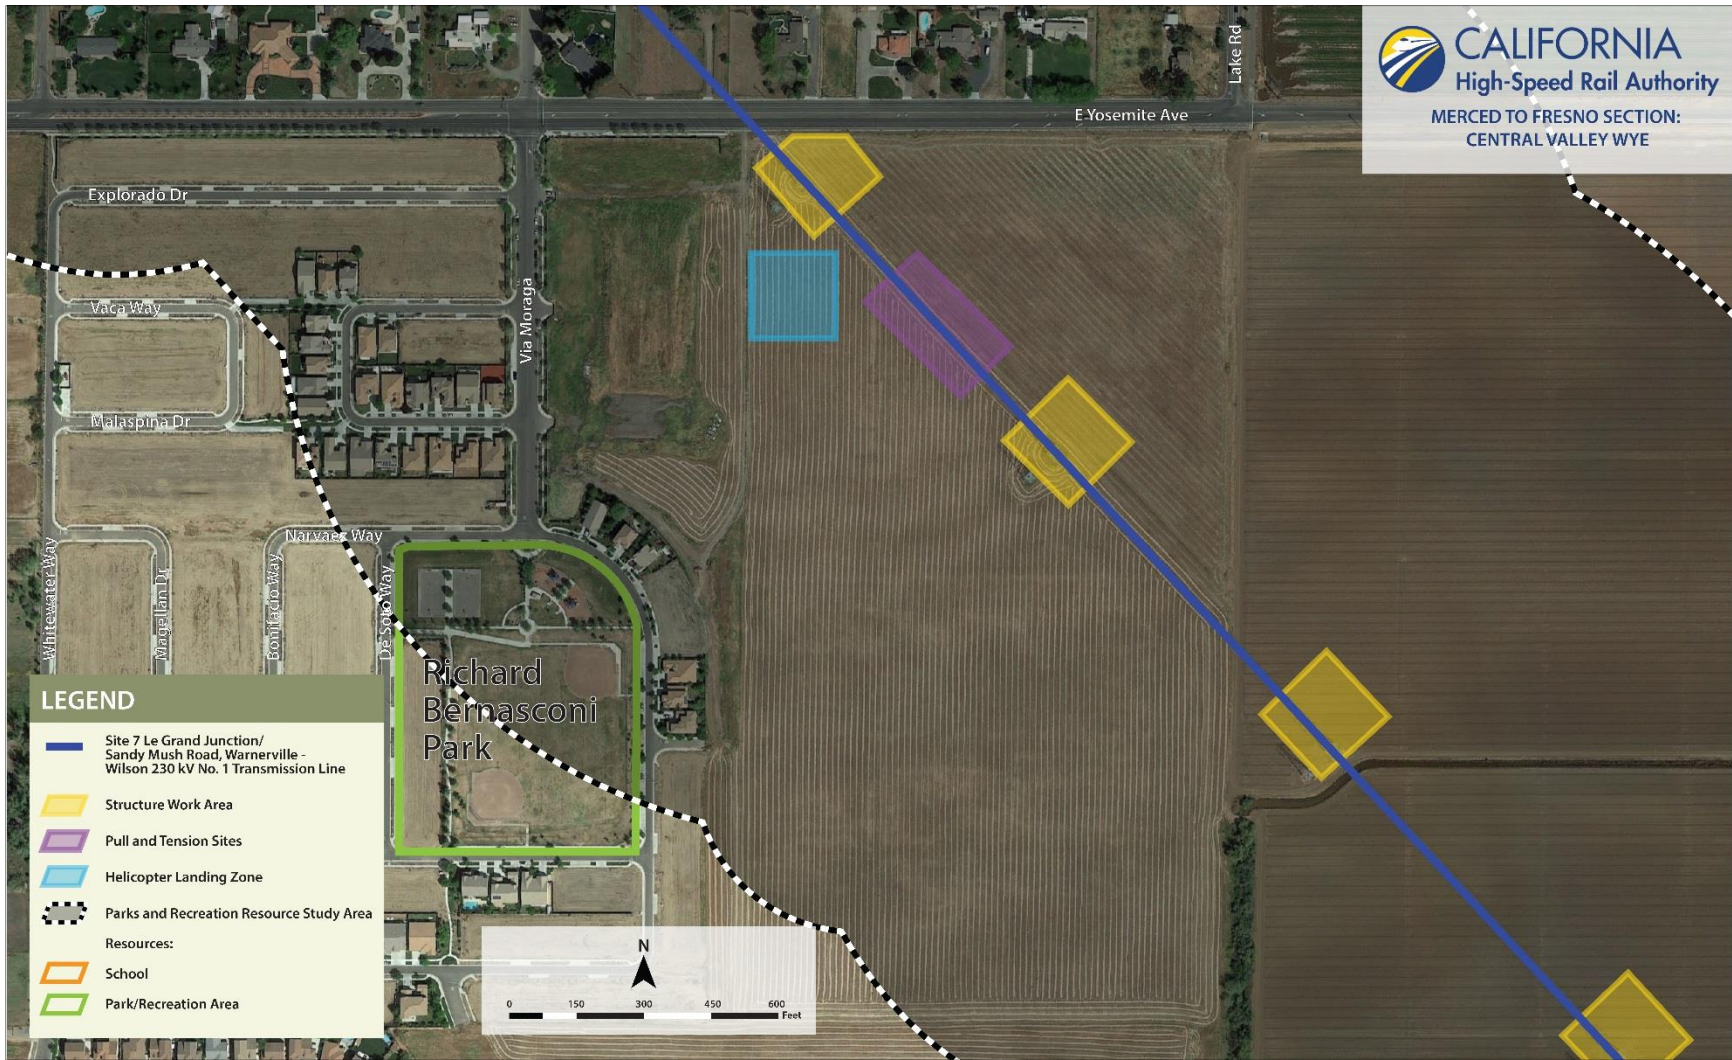 Lake Rd
CALIFORNIA
High-Speed Rail Authority
MERCED TO FRESNO SECTION:
CENTRAL VALLEY WYE
E Yosemite Ave
Explorado Dr
Vaca Way
Via Moraga
Malaspina Dr
Narvaez Way
Whitewater Way
Magellan Dr
Bonifacio Way
De Soto Way
Richard
Bernasconi
Park
LEGEND
Site 7 Le Grand Junction/
Sandy Mush Road, Warnerville -
Wilson 230 kV No. 1 Transmission Line
Structure Work Area
Pull and Tension Sites
Helicopter Landing Zone
Parks and Recreation Resource Study Area
Resources:
School
Park/Recreation Area
N
0 150 300 450 600
Feet